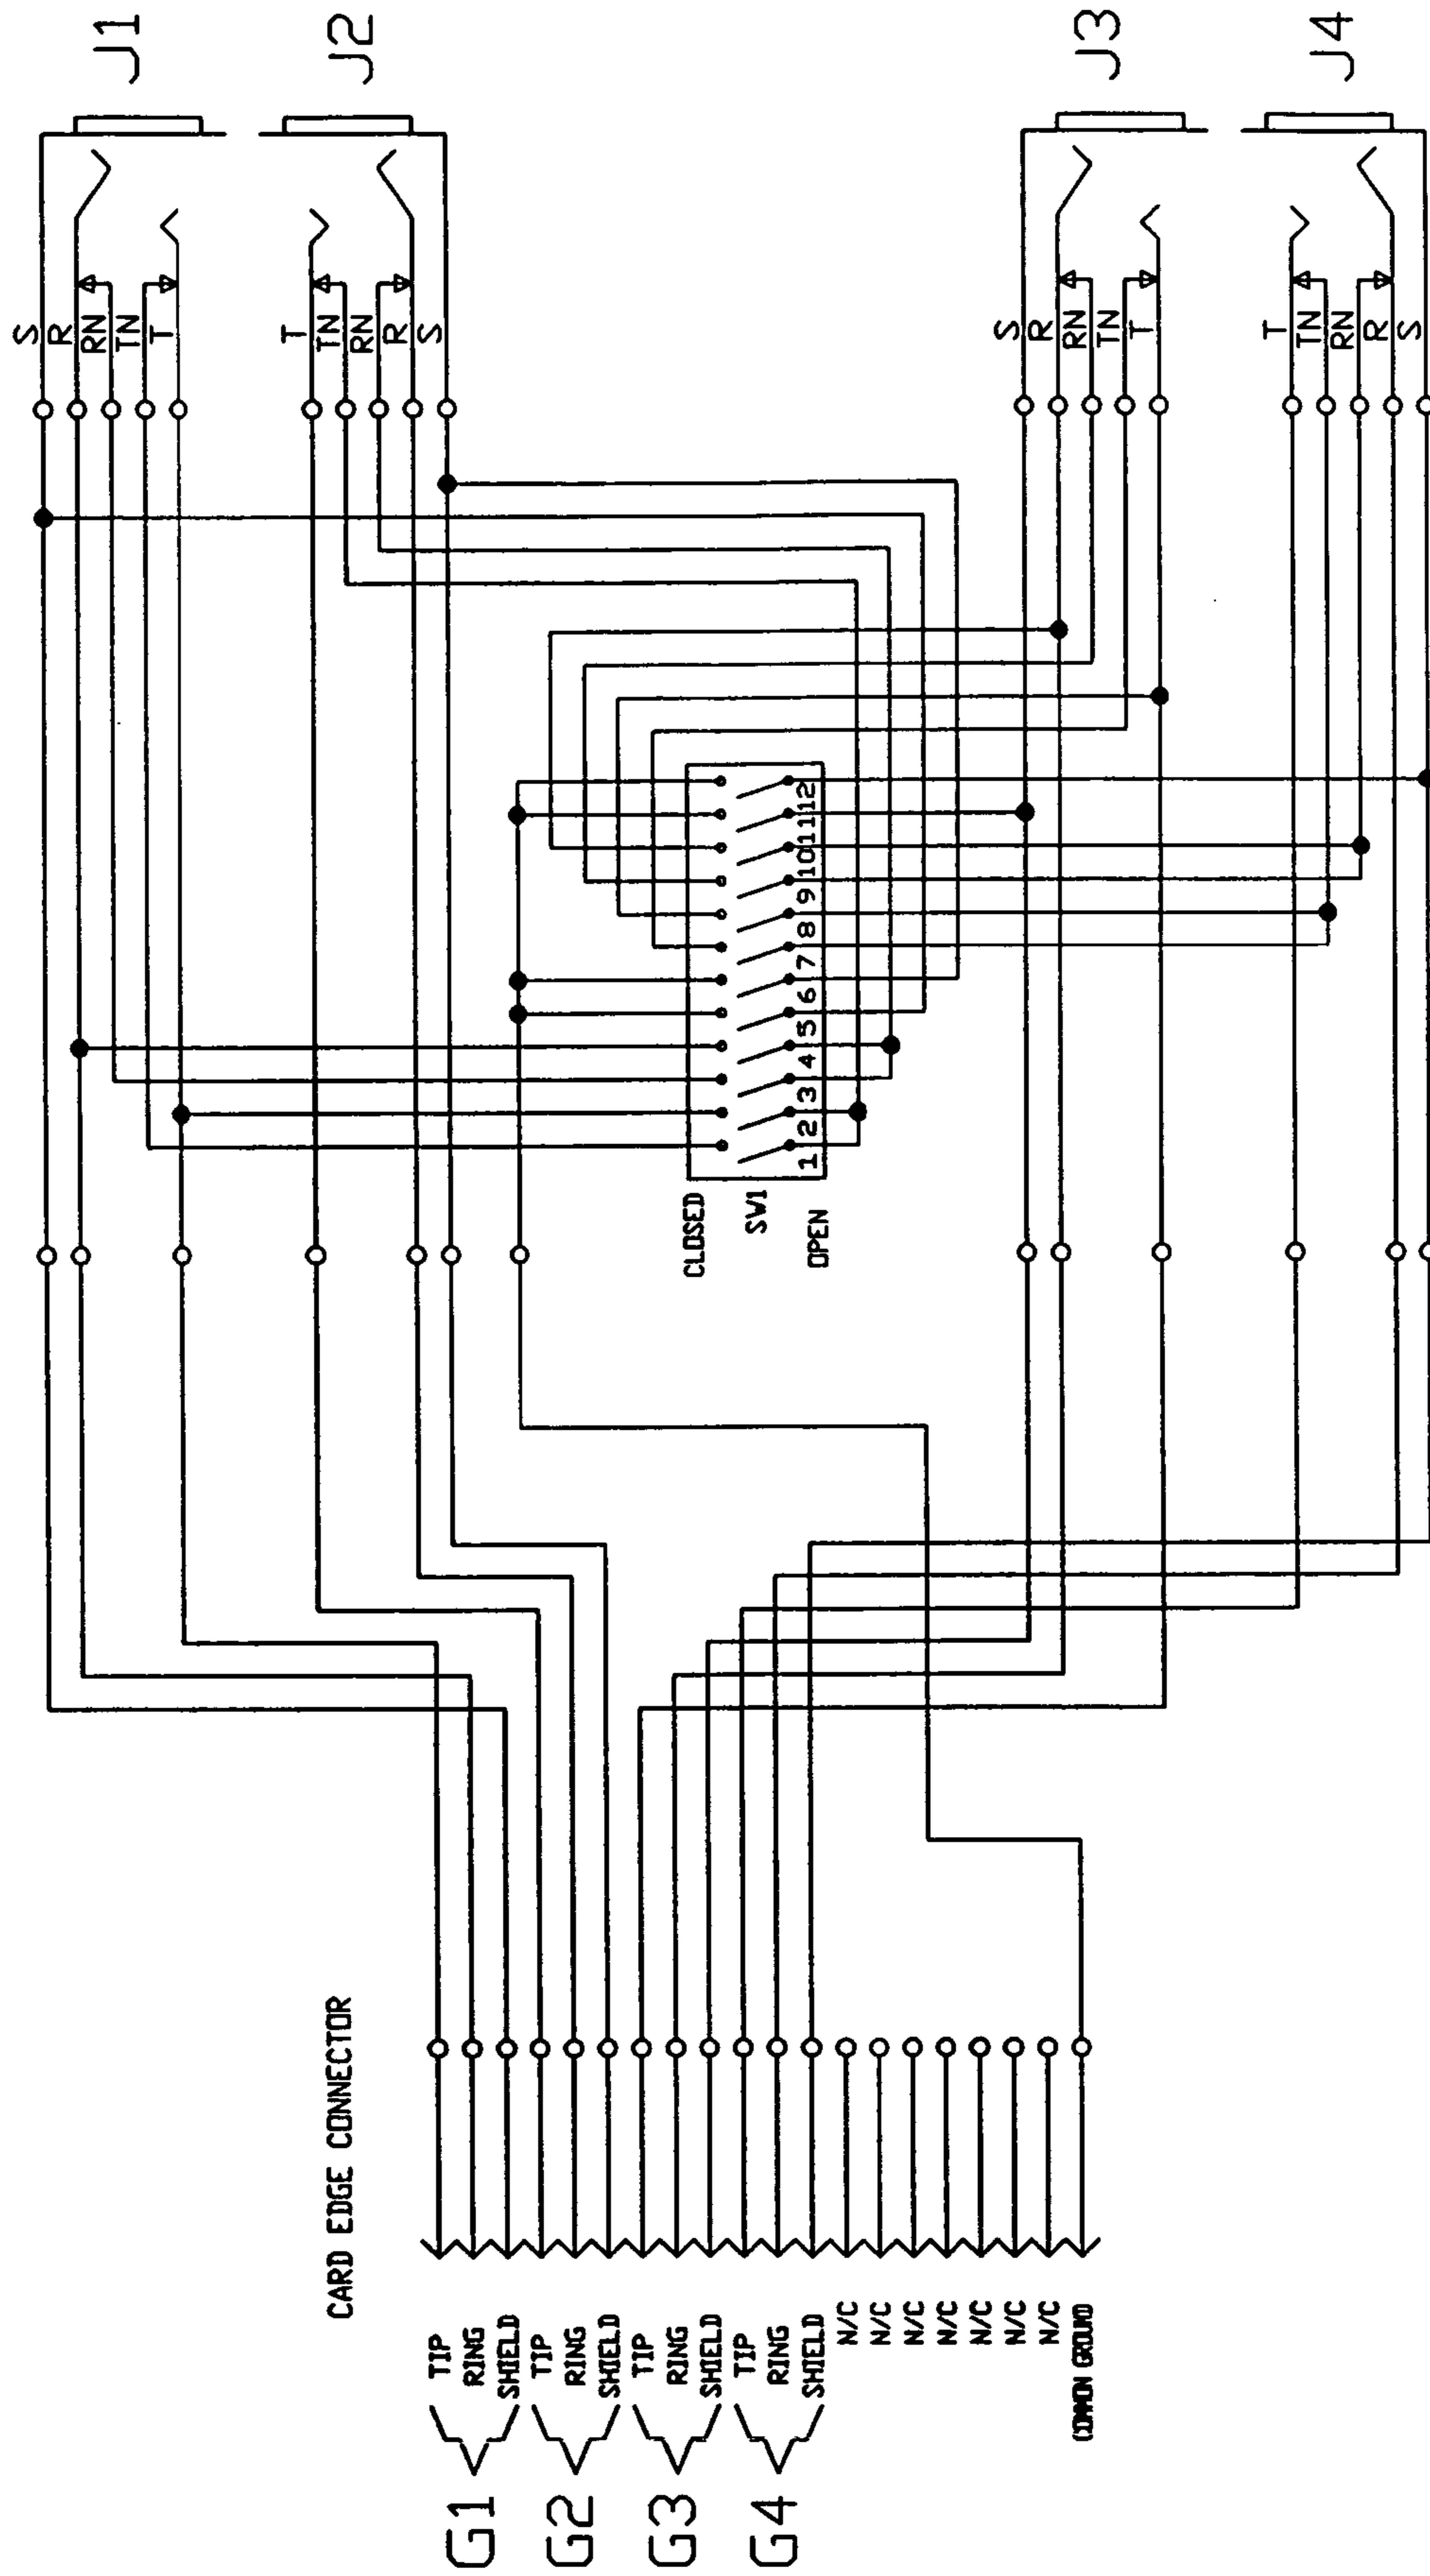 J1
S
R
RN
TN
T
J2
T
TN
RN
R
S
J3
S
R
RN
TN
T
J4
T
TN
RN
R
S
CLOSED
SW1
OPEN
1 2 3 4 5 6 7 8 9 10 11 12
CARD EDGE CONNECTOR
G1
TIP
RING
SHIELD
G2
TIP
RING
SHIELD
G3
TIP
RING
SHIELD
G4
TIP
RING
SHIELD
N/C
N/C
N/C
N/C
N/C
N/C
N/C
COMMON GROUND